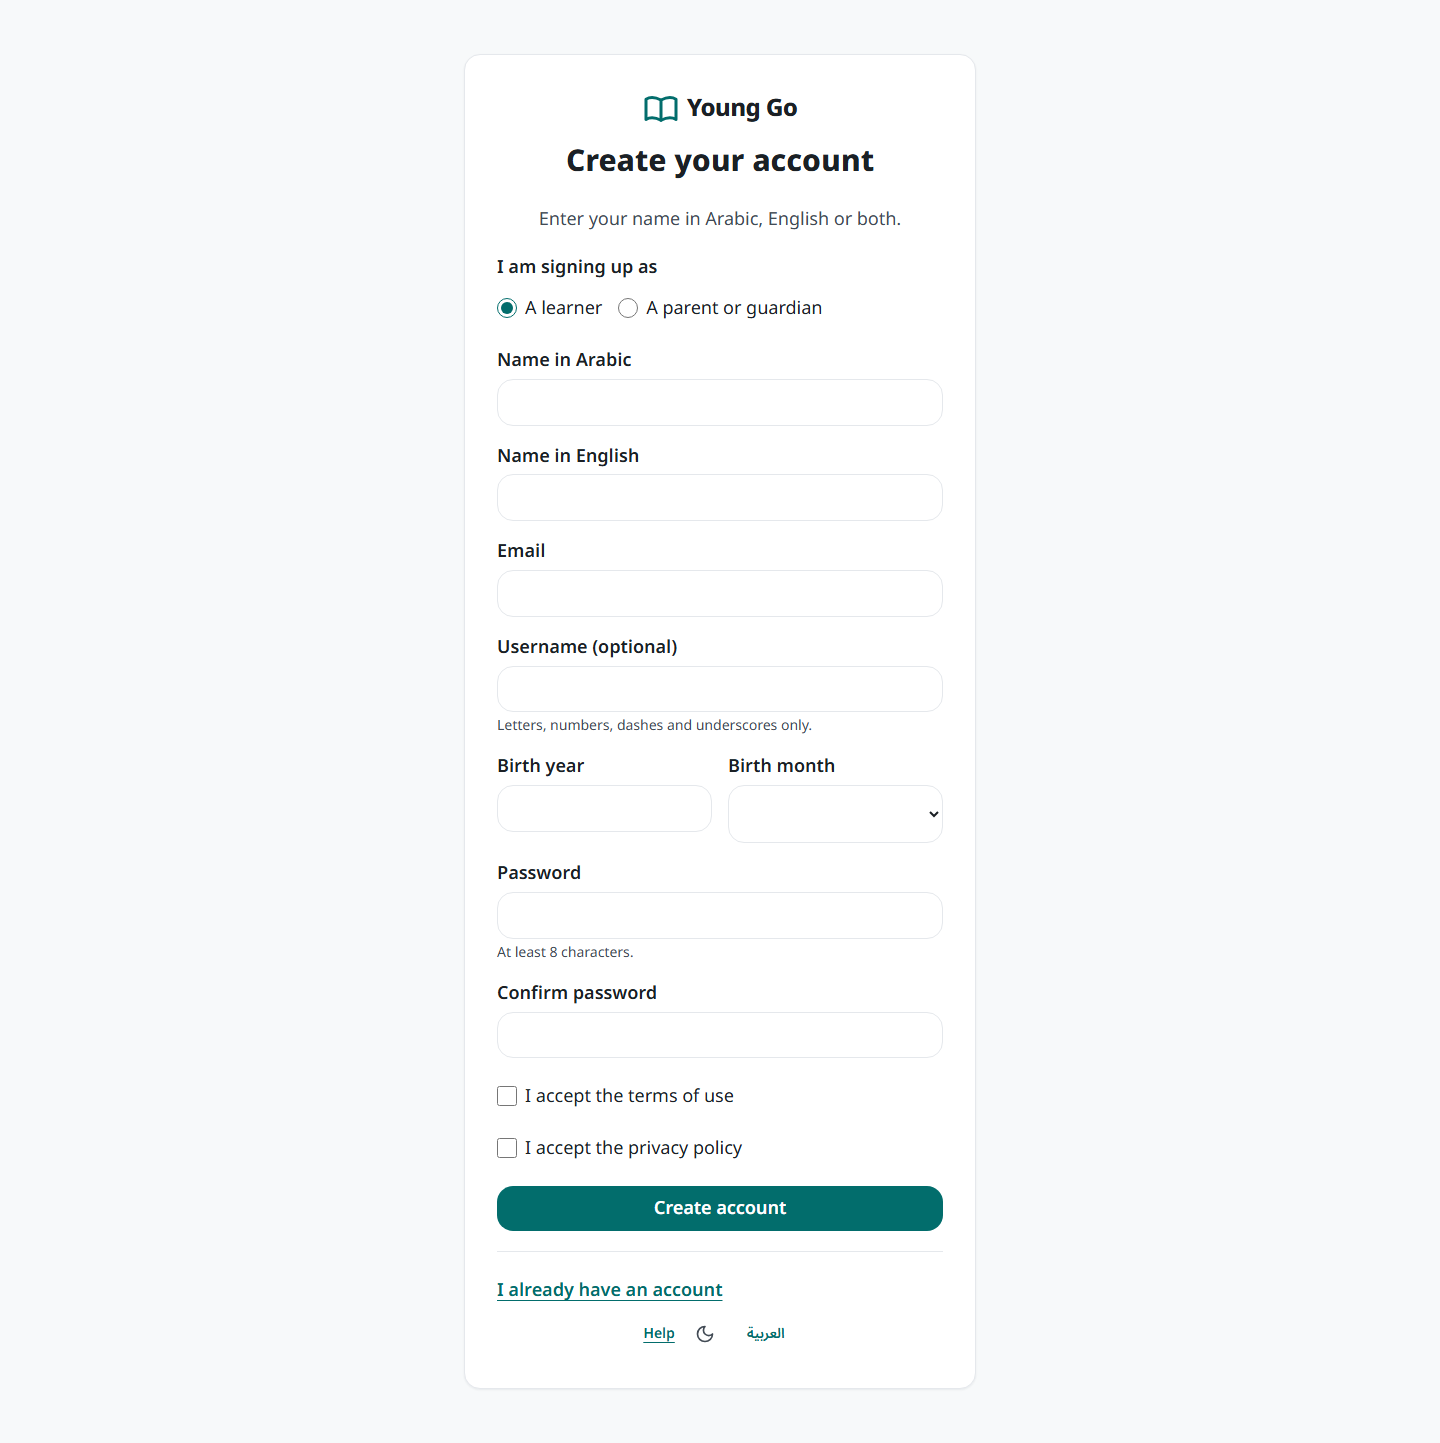 Young Go
Create your account
Enter your name in Arabic, English or both.
I am signing up as
A learner A parent or guardian
Name in Arabic
Name in English
Email
Username (optional)
Letters, numbers, dashes and underscores only.
Birth year Birth month
Password
At least 8 characters.
Confirm password
I accept the terms of use
I accept the privacy policy
Create account
I already have an account
Help العربية